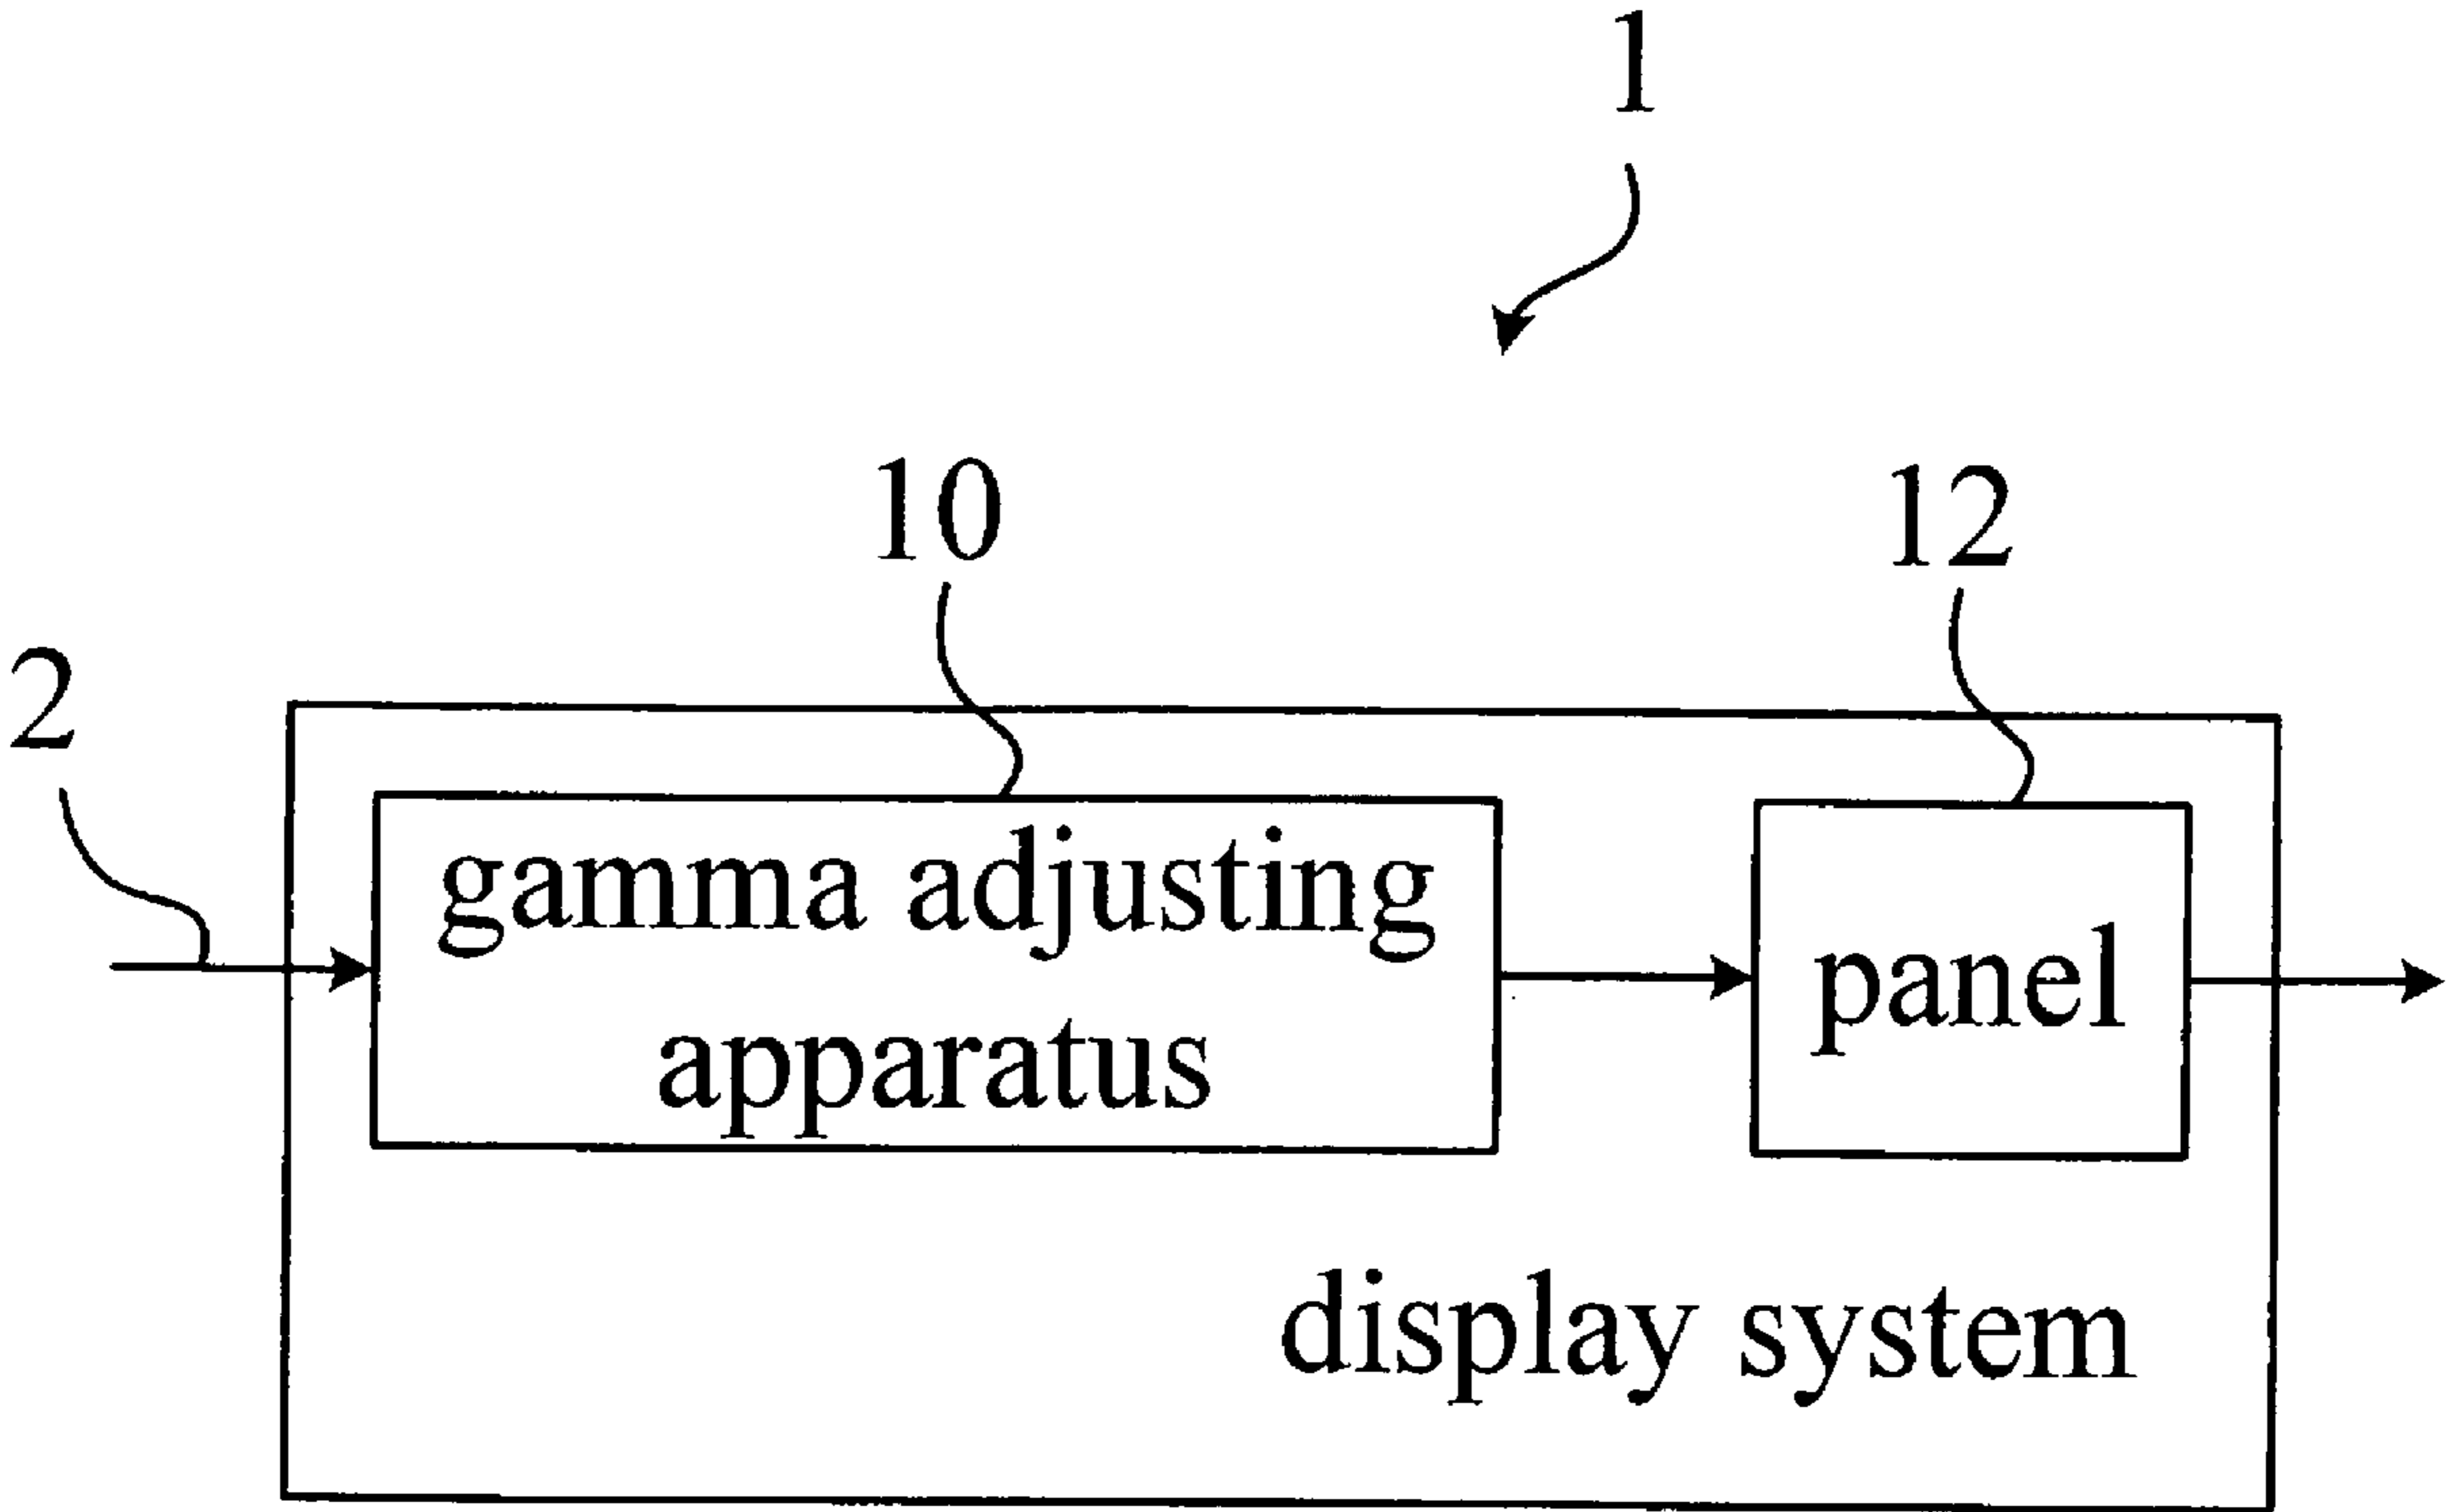 1
10
12
2
gamma adjusting
apparatus
panel
display system